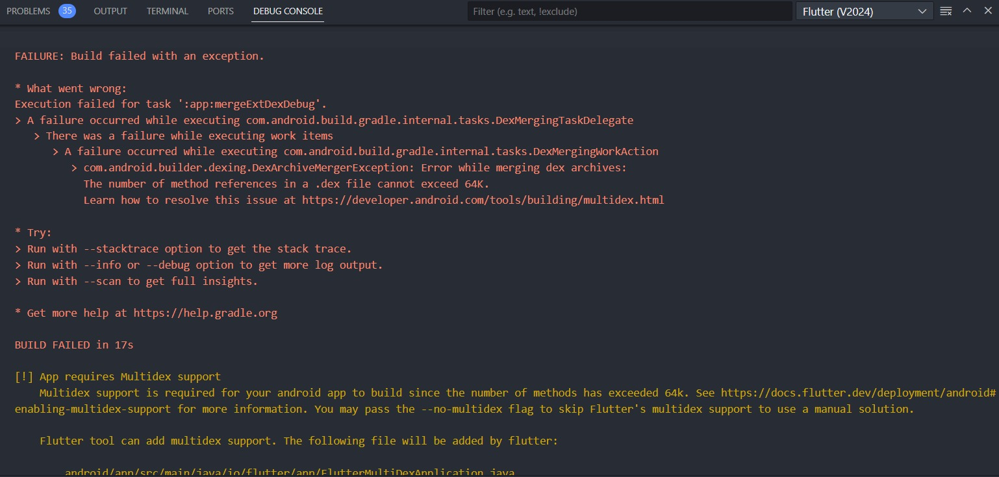 PROBLEMS 35 OUTPUT TERMINAL PORTS DEBUG CONSOLE Filter (e.g. text, !exclude) Flutter (V2024)
FAILURE: Build failed with an exception.
* What went wrong:
Execution failed for task ':app:mergeExtDexDebug'.
> A failure occurred while executing com.android.build.gradle.internal.tasks.DexMergingTaskDelegate
> There was a failure while executing work items
> A failure occurred while executing com.android.build.gradle.internal.tasks.DexMergingWorkAction
> com.android.builder.dexing.DexArchiveMergerException: Error while merging dex archives:
The number of method references in a .dex file cannot exceed 64K.
Learn how to resolve this issue at https://developer.android.com/tools/building/multidex.html
* Try:
> Run with --stacktrace option to get the stack trace.
> Run with --info or --debug option to get more log output.
> Run with --scan to get full insights.
* Get more help at https://help.gradle.org
BUILD FAILED in 17s
[!] App requires Multidex support
Multidex support is required for your android app to build since the number of methods has exceeded 64k. See https://docs.flutter.dev/deployment/android#
enabling-multidex-support for more information. You may pass the --no-multidex flag to skip Flutter's multidex support to use a manual solution.
Flutter tool can add multidex support. The following file will be added by flutter:
android/app/src/main/java/io/flutter/app/FlutterMultiDexApplication.java